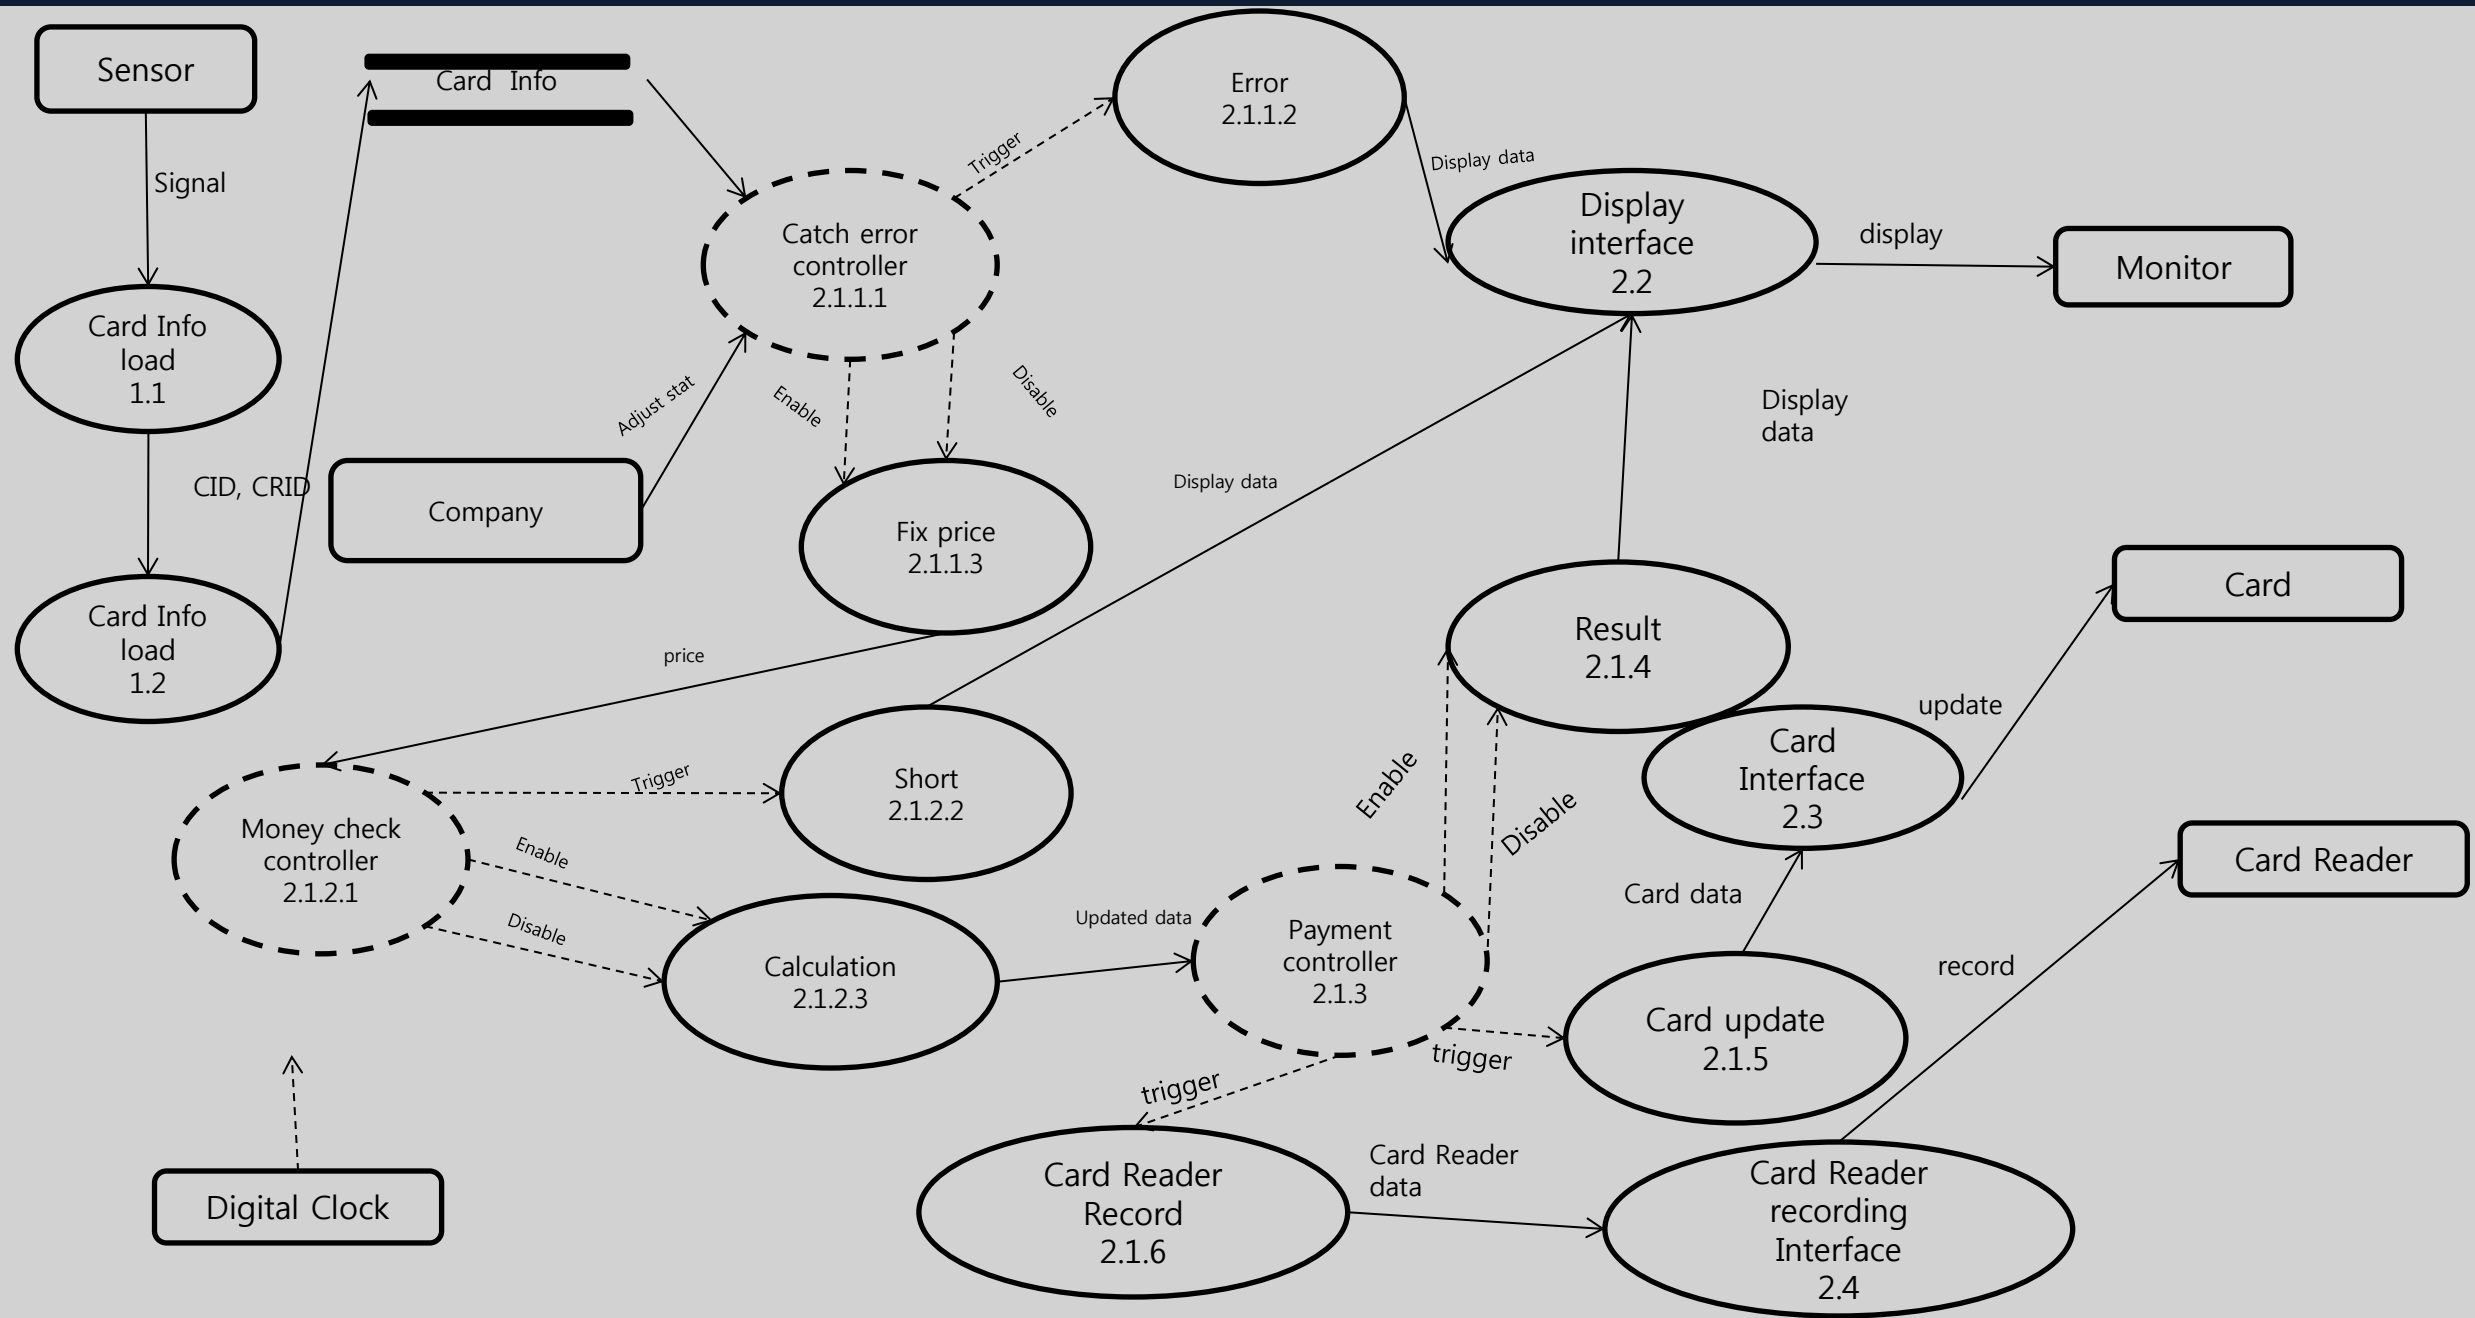 Sensor
Card Info
Error
2.1.1.2
Trigger
Display data
Signal
Display
interface
2.2
display
Monitor
Catch error
controller
2.1.1.1
Card Info
load
1.1
Adjust stat
Enable
Disable
Display
data
CID, CRID
Company
Display data
Fix price
2.1.1.3
Card
Card Info
load
1.2
price
Result
2.1.4
update
Card
Interface
2.3
Trigger
Short
2.1.2.2
Enable
Disable
Money check
controller
2.1.2.1
Enable
Disable
Card Reader
Card data
Updated data
Payment
controller
2.1.3
Calculation
2.1.2.3
record
Card update
2.1.5
trigger
trigger
Digital Clock
Card Reader
Record
2.1.6
Card Reader
data
Card Reader
recording
Interface
2.4